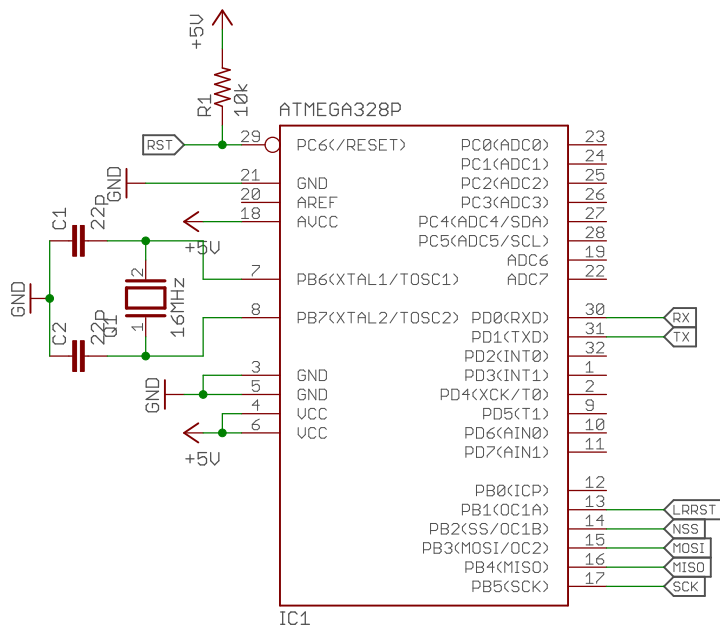 +5V
R1
10k
ATMEGA328P
RST
29
PC6(/RESET)
PC0(ADC0)
23
PC1(ADC1)
24
GND
21
GND
PC2(ADC2)
25
20
AREF
PC3(ADC3)
26
+5V
18
AVCC
PC4(ADC4/SDA)
27
PC5(ADC5/SCL)
28
ADC6
19
C1
22P
7
PB6(XTAL1/TOSC1)
ADC7
22
GND
2
Q1
16MHz
1
C2
22P
8
PB7(XTAL2/TOSC2)
PD0(RXD)
30
RX
PD1(TXD)
31
TX
PD2(INT0)
32
GND
3
GND
PD3(INT1)
1
5
GND
PD4(XCK/T0)
2
4
VCC
PD5(T1)
9
+5V
6
VCC
PD6(AIN0)
10
PD7(AIN1)
11
PB0(ICP)
12
PB1(OC1A)
13
LRRST
PB2(SS/OC1B)
14
NSS
PB3(MOSI/OC2)
15
MOSI
PB4(MISO)
16
MISO
PB5(SCK)
17
SCK
IC1